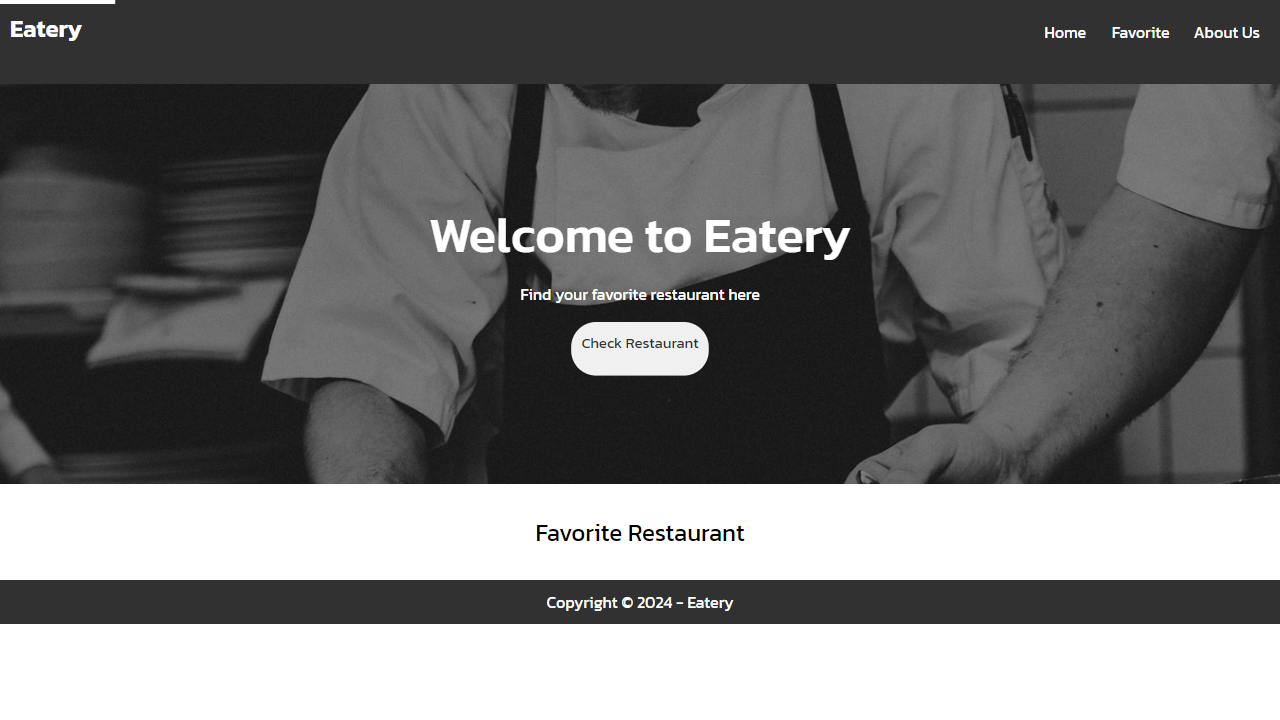 Eatery
Home Favorite About Us
Welcome to Eatery
Find your favorite restaurant here
Check Restaurant
Favorite Restaurant
Copyright © 2024 - Eatery